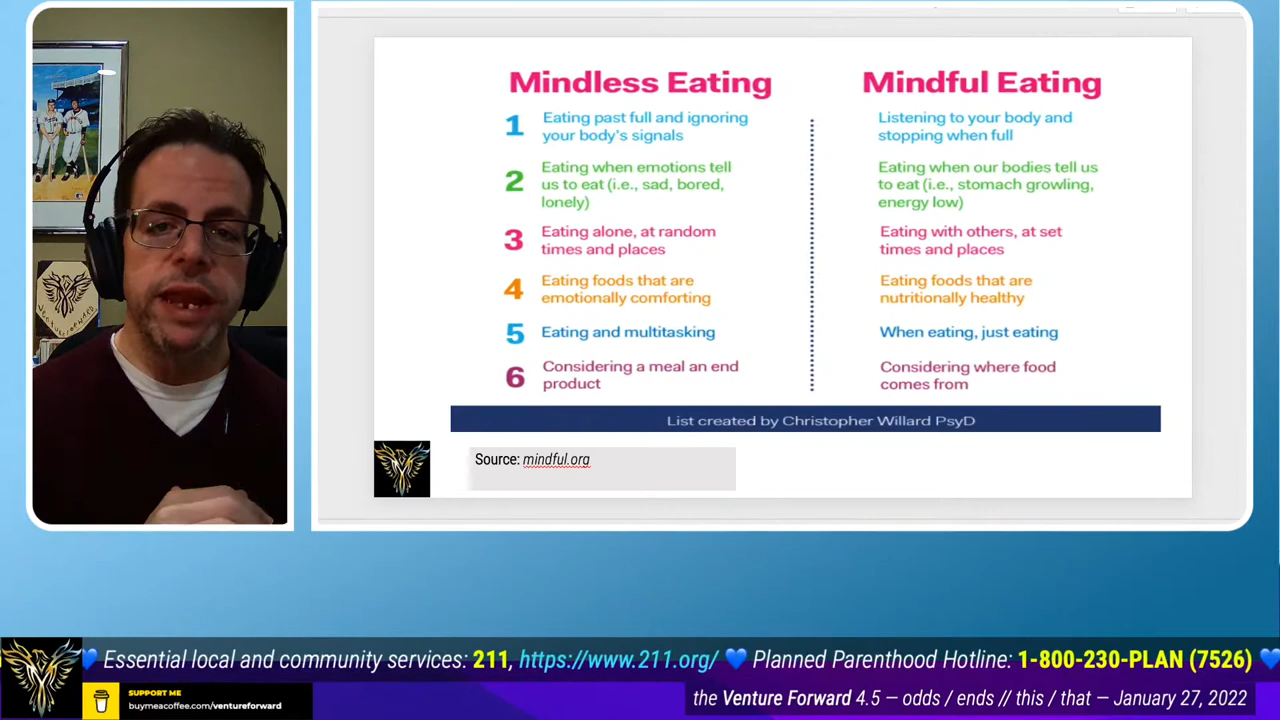 Mindless Eating
Mindful Eating
1
Eating past full and ignoring
your body's signals
Listening to your body and
stopping when full
2
Eating when emotions tell
us to eat (i.e., sad, bored,
lonely)
Eating when our bodies tell us
to eat (i.e., stomach growling,
energy low)
3
Eating alone, at random
times and places
Eating with others, at set
times and places
4
Eating foods that are
emotionally comforting
Eating foods that are
nutritionally healthy
5
Eating and multitasking
When eating, just eating
6
Considering a meal an end
product
Considering where food
comes from
List created by Christopher Willard PsyD
Source: mindful.org
Essential local and community services: 211, https://www.211.org/ 💙 Planned Parenthood Hotline: 1-800-230-PLAN (7526) 💙
SUPPORT ME
buymeacoffee.com/ventureforward
the Venture Forward 4.5 — odds / ends // this / that — January 27, 2022